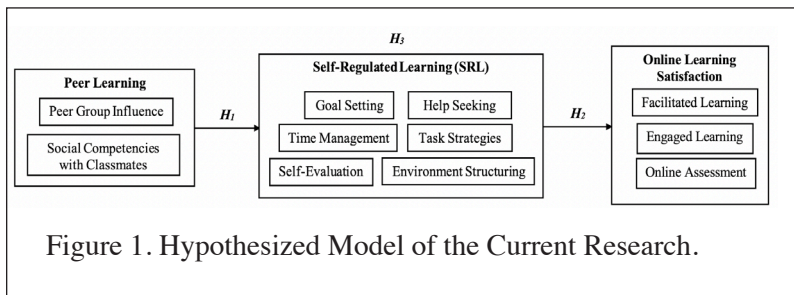 H3
Peer Learning
Peer Group Influence
Social Competencies
with Classmates
H1
Self-Regulated Learning (SRL)
Goal Setting
Help Seeking
Time Management
Task Strategies
Self-Evaluation
Environment Structuring
H2
Online Learning
Satisfaction
Facilitated Learning
Engaged Learning
Online Assessment
Figure 1. Hypothesized Model of the Current Research.